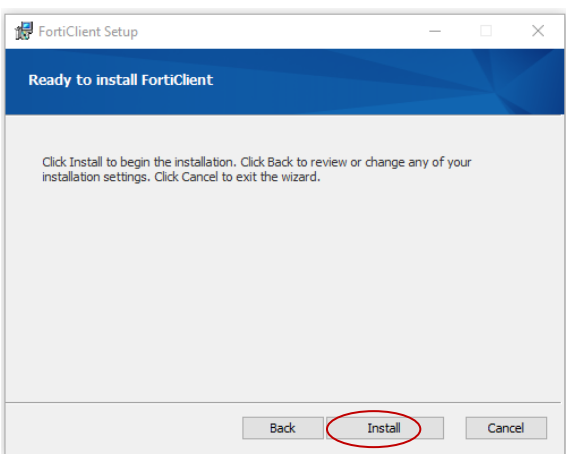 FortiClient Setup
Ready to install FortiClient
Click Install to begin the installation. Click Back to review or change any of your
installation settings. Click Cancel to exit the wizard.
Back Install Cancel